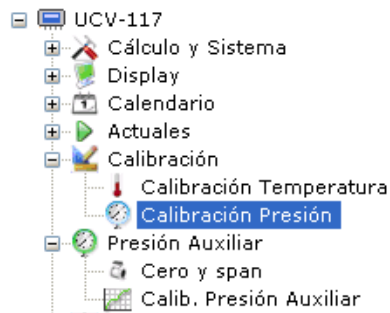 UCV-117
Cálculo y Sistema
Display
Calendario
Actuales
Calibración
Calibración Temperatura
Calibración Presión
Presión Auxiliar
Cero y span
Calib. Presión Auxiliar